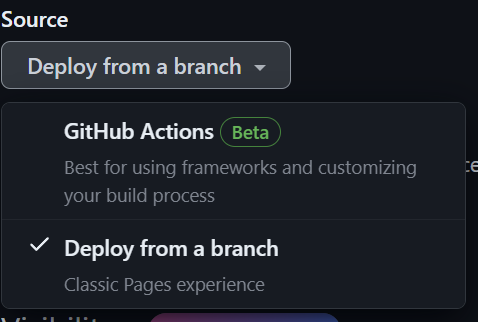 Source
Deploy from a branch
GitHub Actions Beta
Best for using frameworks and customizing
your build process
Deploy from a branch
Classic Pages experience